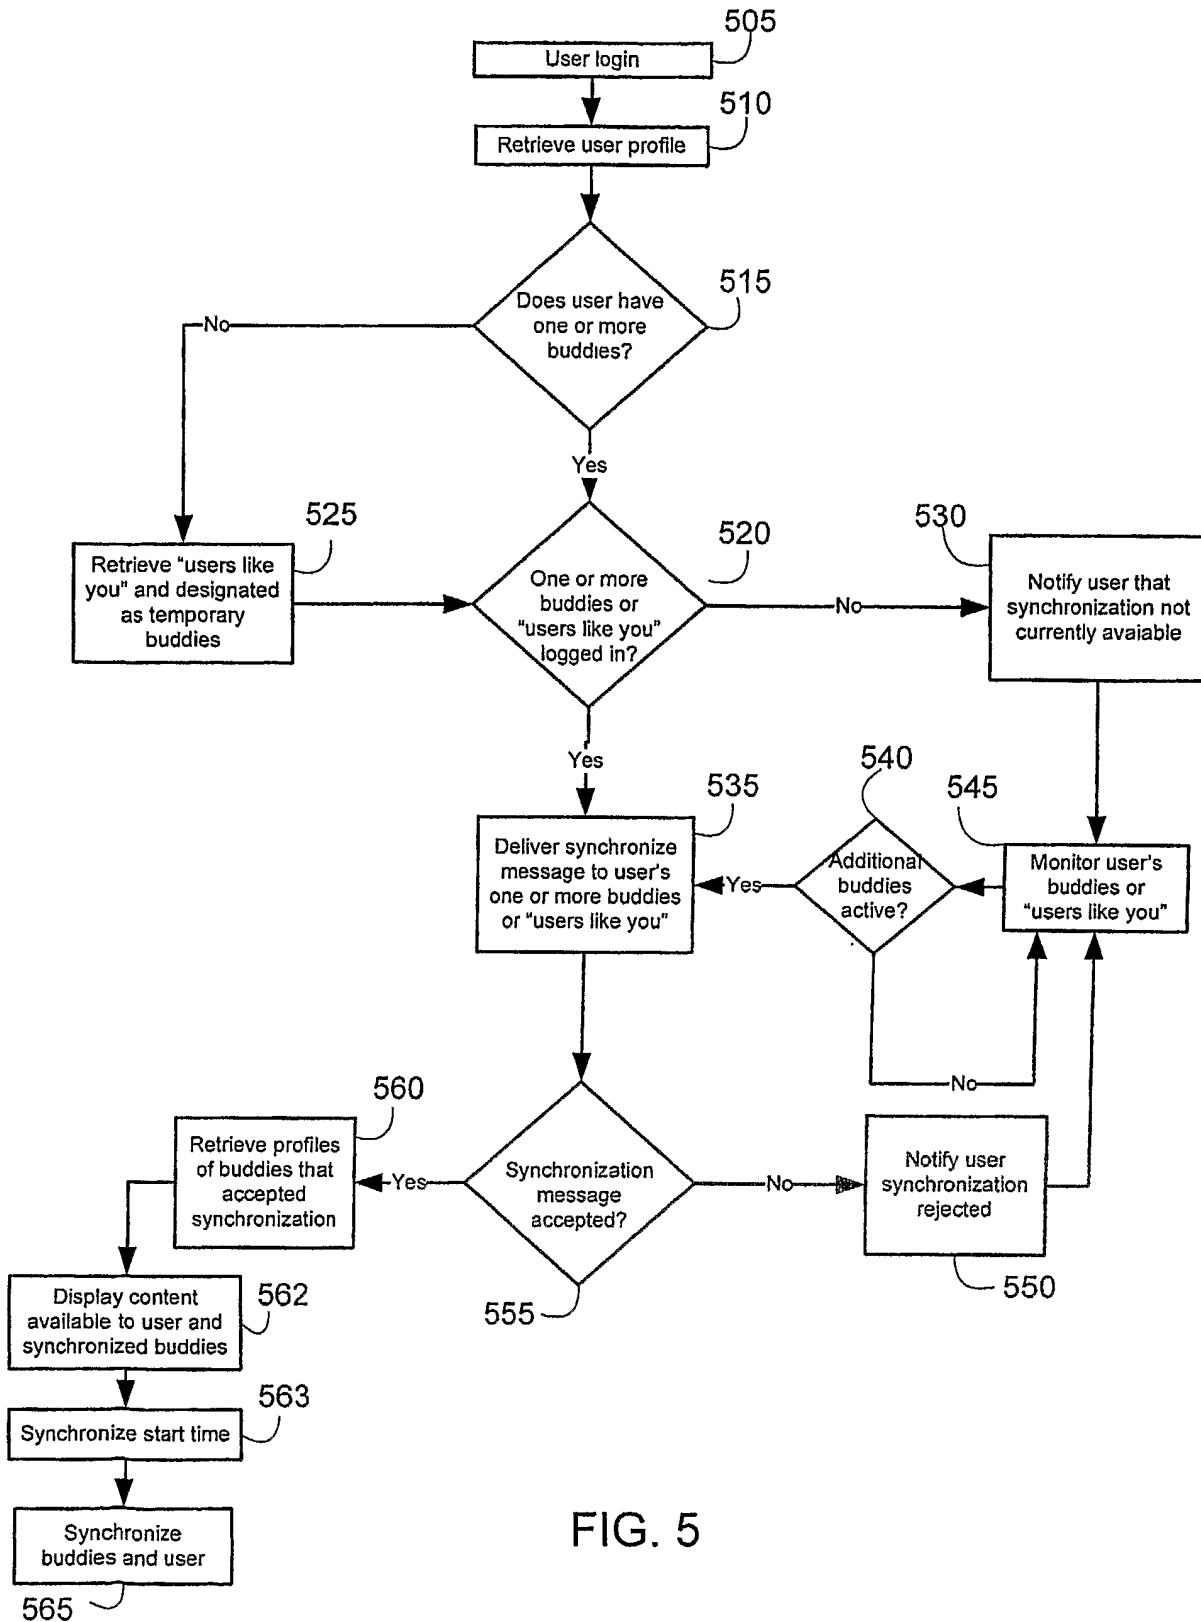 505
User login
510
Retrieve user profile
515
Does user have
one or more
buddies?
No
Yes
525
Retrieve "users like
you" and designated
as temporary
buddies
520
One or more
buddies or
"users like you"
logged in?
No
530
Notify user that
synchronization not
currently avaiable
Yes
535
Deliver synchronize
message to user's
one or more buddies
or "users like you"
540
Additional
buddies
active?
Yes
545
Monitor user's
buddies or
"users like you"
No
560
Retrieve profiles
of buddies that
accepted
synchronization
Yes
Synchronization
message
accepted?
555
No
Notify user
synchronization
rejected
550
562
Display content
available to user and
synchronized buddies
563
Synchronize start time
Synchronize
buddies and user
565
FIG. 5